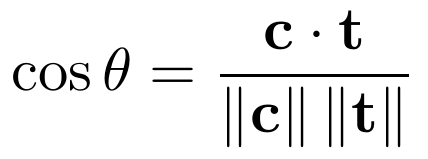 cos θ = c · t / ‖c‖ ‖t‖